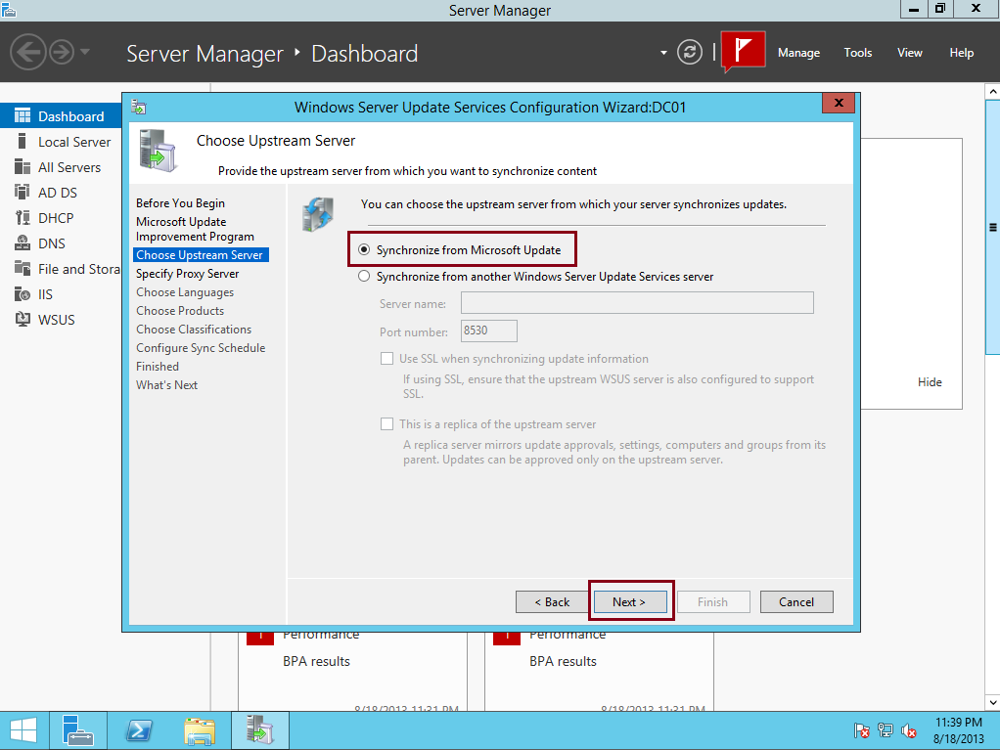 Server Manager
Server Manager Dashboard
Manage Tools View Help
Dashboard
Local Server
All Servers
AD DS
DHCP
DNS
File and Stora
IIS
WSUS
Windows Server Update Services Configuration Wizard:DC01
Choose Upstream Server
Provide the upstream server from which you want to synchronize content
Before You Begin
Microsoft Update
Improvement Program
Choose Upstream Server
Specify Proxy Server
Choose Languages
Choose Products
Choose Classifications
Configure Sync Schedule
Finished
What's Next
You can choose the upstream server from which your server synchronizes updates.
Synchronize from Microsoft Update
Synchronize from another Windows Server Update Services server
Server name:
Port number: 8530
Use SSL when synchronizing update information
If using SSL, ensure that the upstream WSUS server is also configured to support
SSL.
This is a replica of the upstream server
A replica server mirrors update approvals, settings, computers and groups from its
parent. Updates can be approved only on the upstream server.
< Back Next > Finish Cancel
Hide
1 Performance 1 Performance
BPA results BPA results
8/18/2013 11:31 PM 8/18/2013 11:31 PM
11:39 PM
8/18/2013